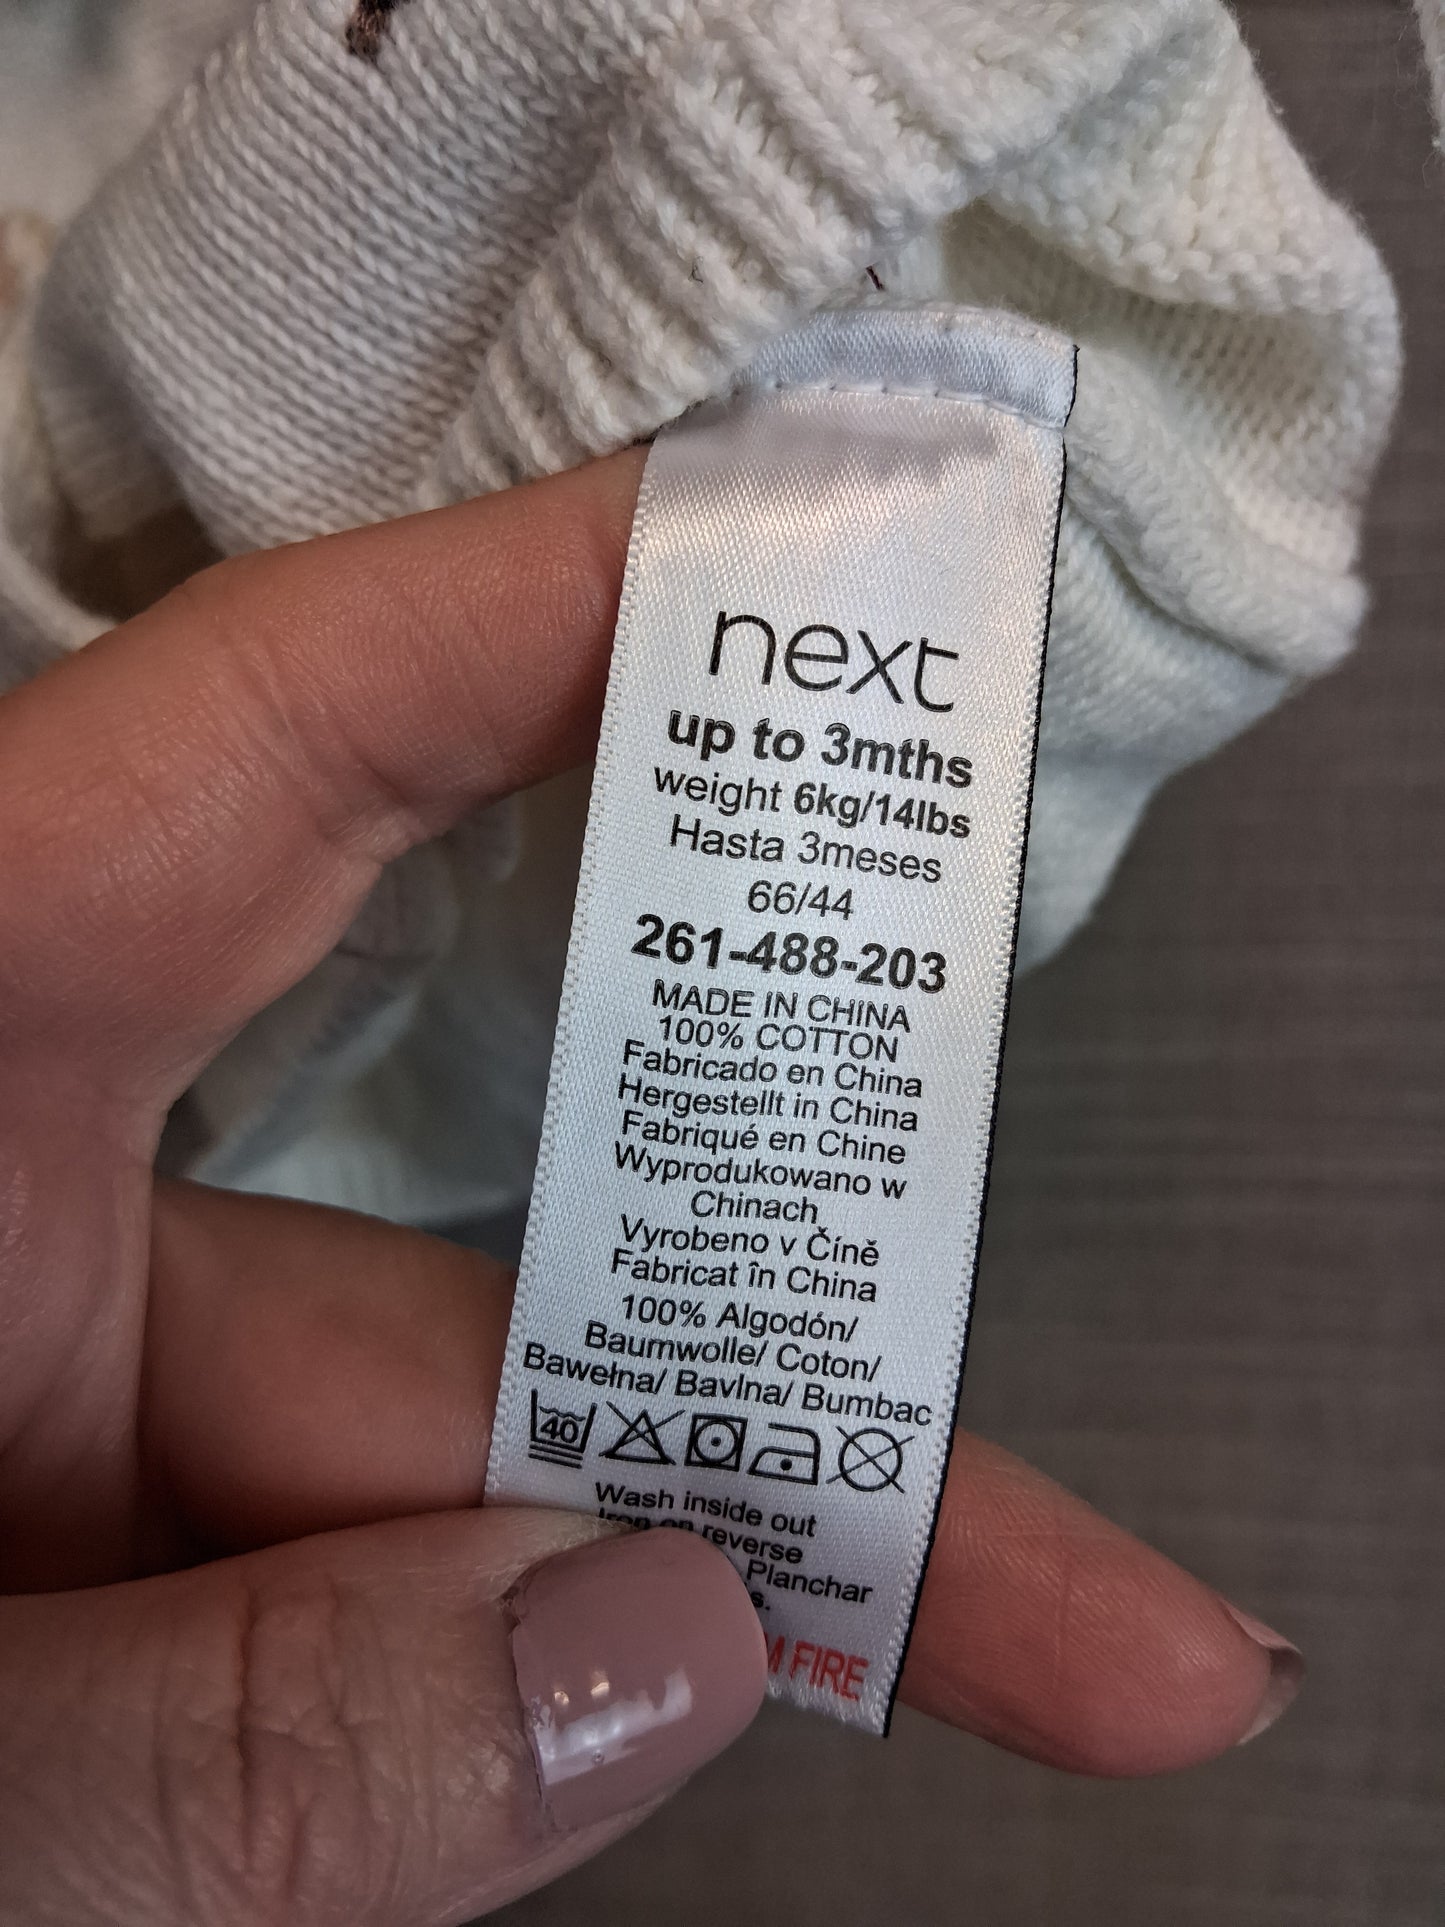 next
up to 3mths
weight 6kg/14lbs
Hasta 3meses
66/44
261-488-203
MADE IN CHINA
100% COTTON
Fabricado en China
Hergestellt in China
Fabriqué en Chine
Wyprodukowano w
Chinach
Vyrobeno v Číně
Fabricat în China
100% Algodón/
Baumwolle/ Coton/
Bawełna/ Bavlna/ Bumbac
40
Wash inside out
Iron on reverse
Planchar
FIRE